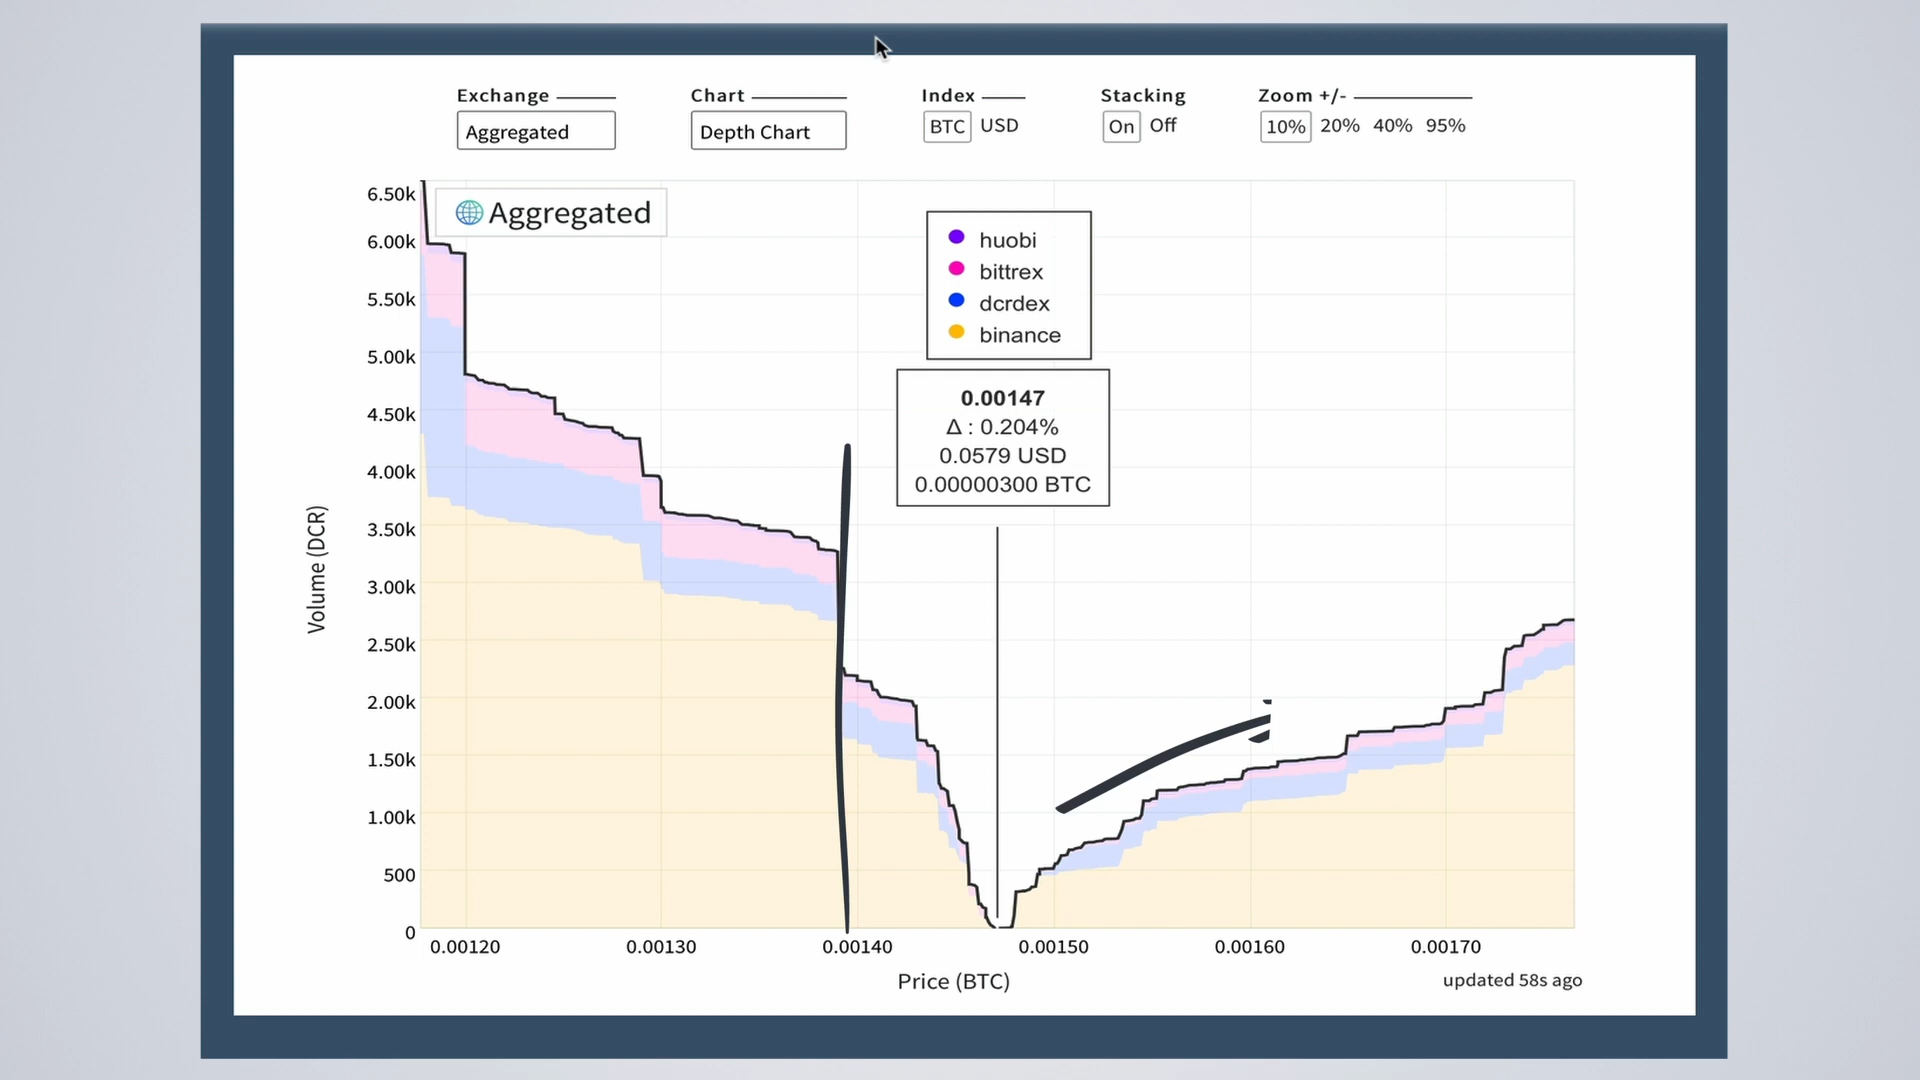 Exchange
Chart
Index
Stacking
Zoom +/-
Aggregated
Depth Chart
BTC USD
On Off
10% 20% 40% 95%
Aggregated
huobi
bittrex
dcrdex
binance
0.00147
Δ : 0.204%
0.0579 USD
0.00000300 BTC
6.50k
6.00k
5.50k
5.00k
4.50k
4.00k
3.50k
3.00k
2.50k
2.00k
1.50k
1.00k
500
0
Volume (DCR)
0.00120 0.00130 0.00140 0.00150 0.00160 0.00170
Price (BTC)
updated 58s ago